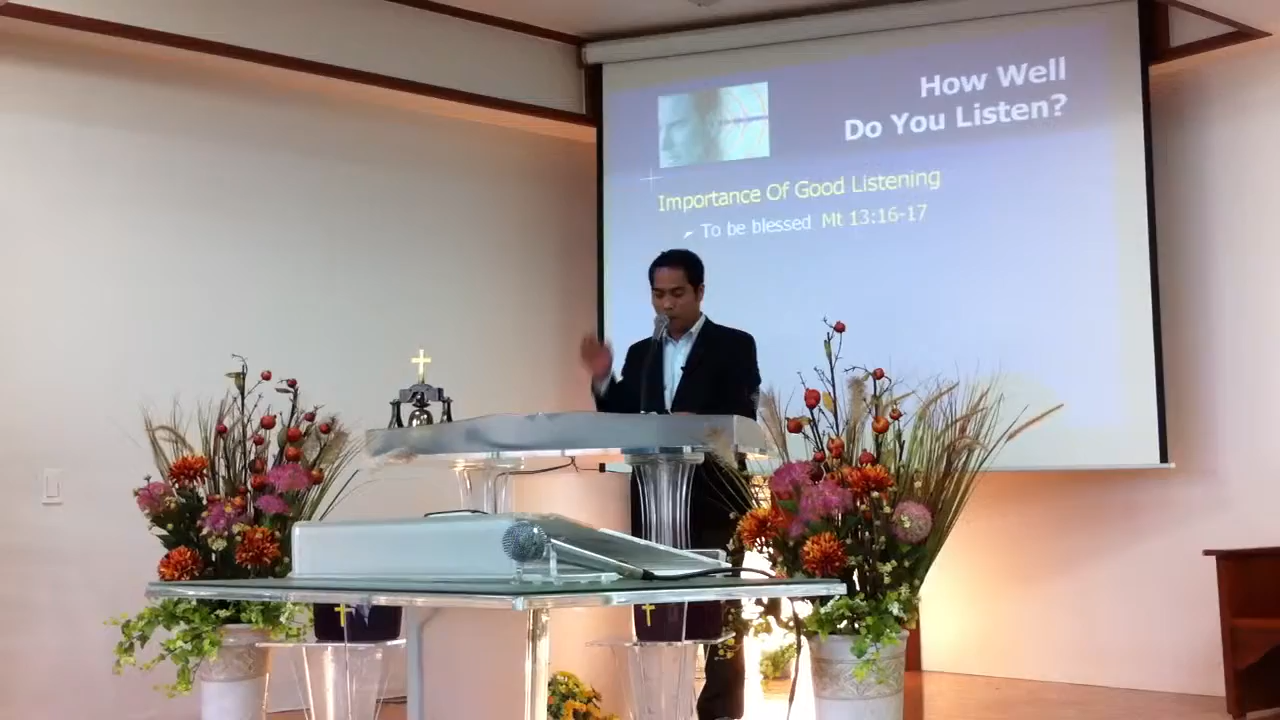 How Well
Do You Listen?
Importance Of Good Listening
To be blessed Mt 13:16-17